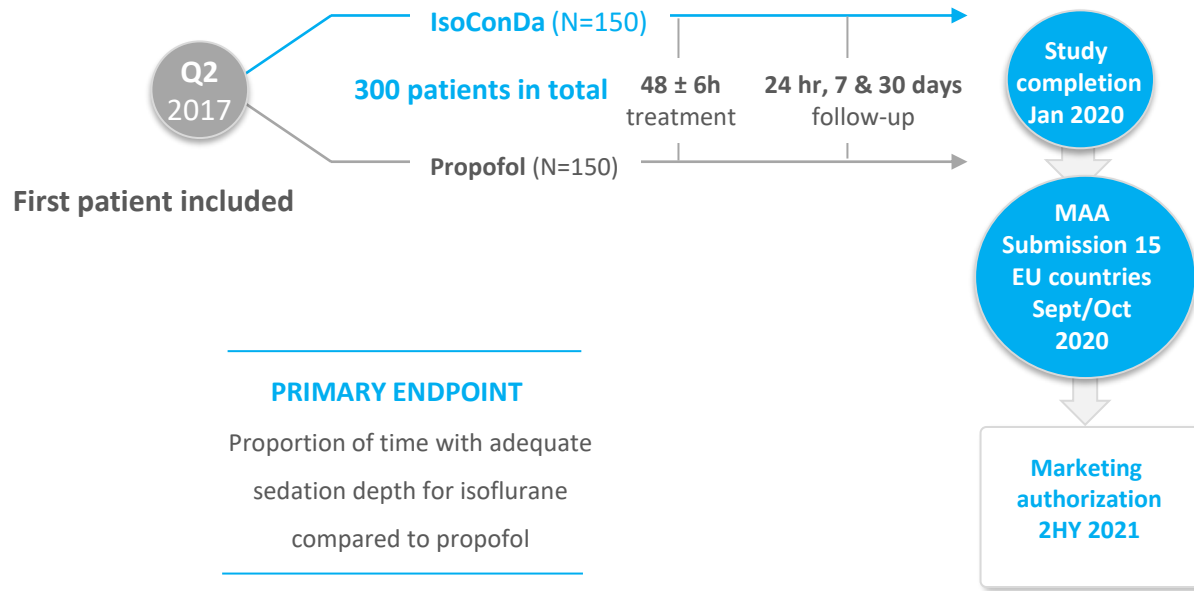 IsoConDa (N=150)
Q2
2017
300 patients in total
48 ± 6h
treatment
24 hr, 7 & 30 days
follow-up
Propofol (N=150)
First patient included
Study
completion
Jan 2020
MAA
Submission 15
EU countries
Sept/Oct
2020
PRIMARY ENDPOINT
Proportion of time with adequate
sedation depth for isoflurane
compared to propofol
Marketing
authorization
2HY 2021